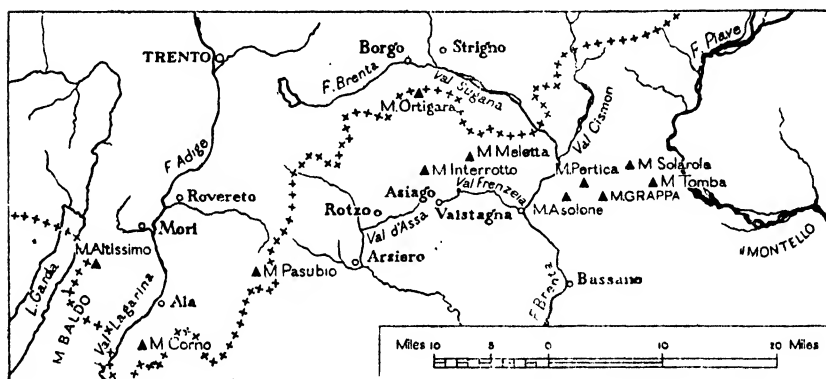 TRENTO
Borgo
Strigno
F. Piave
F. Brenta
Val Sugana
M. Ortigara
Val Cismon
F. Adige
M Meletta
M Interrotto
M. Pertica
M Solarola
M Tomba
Rovereto
Asiago
Val Frenzela
M. Asolone
M. GRAPPA
Rotzo
Val d'Assa
Valstagna
Mori
M. Altissimo
M Pasubio
Arsiero
il MONTELLO
L. Garda
M BALDO
Val Lagarina
Ala
F. Brenta
Bassano
M Corno
Miles 10 5 0 10 20 Miles